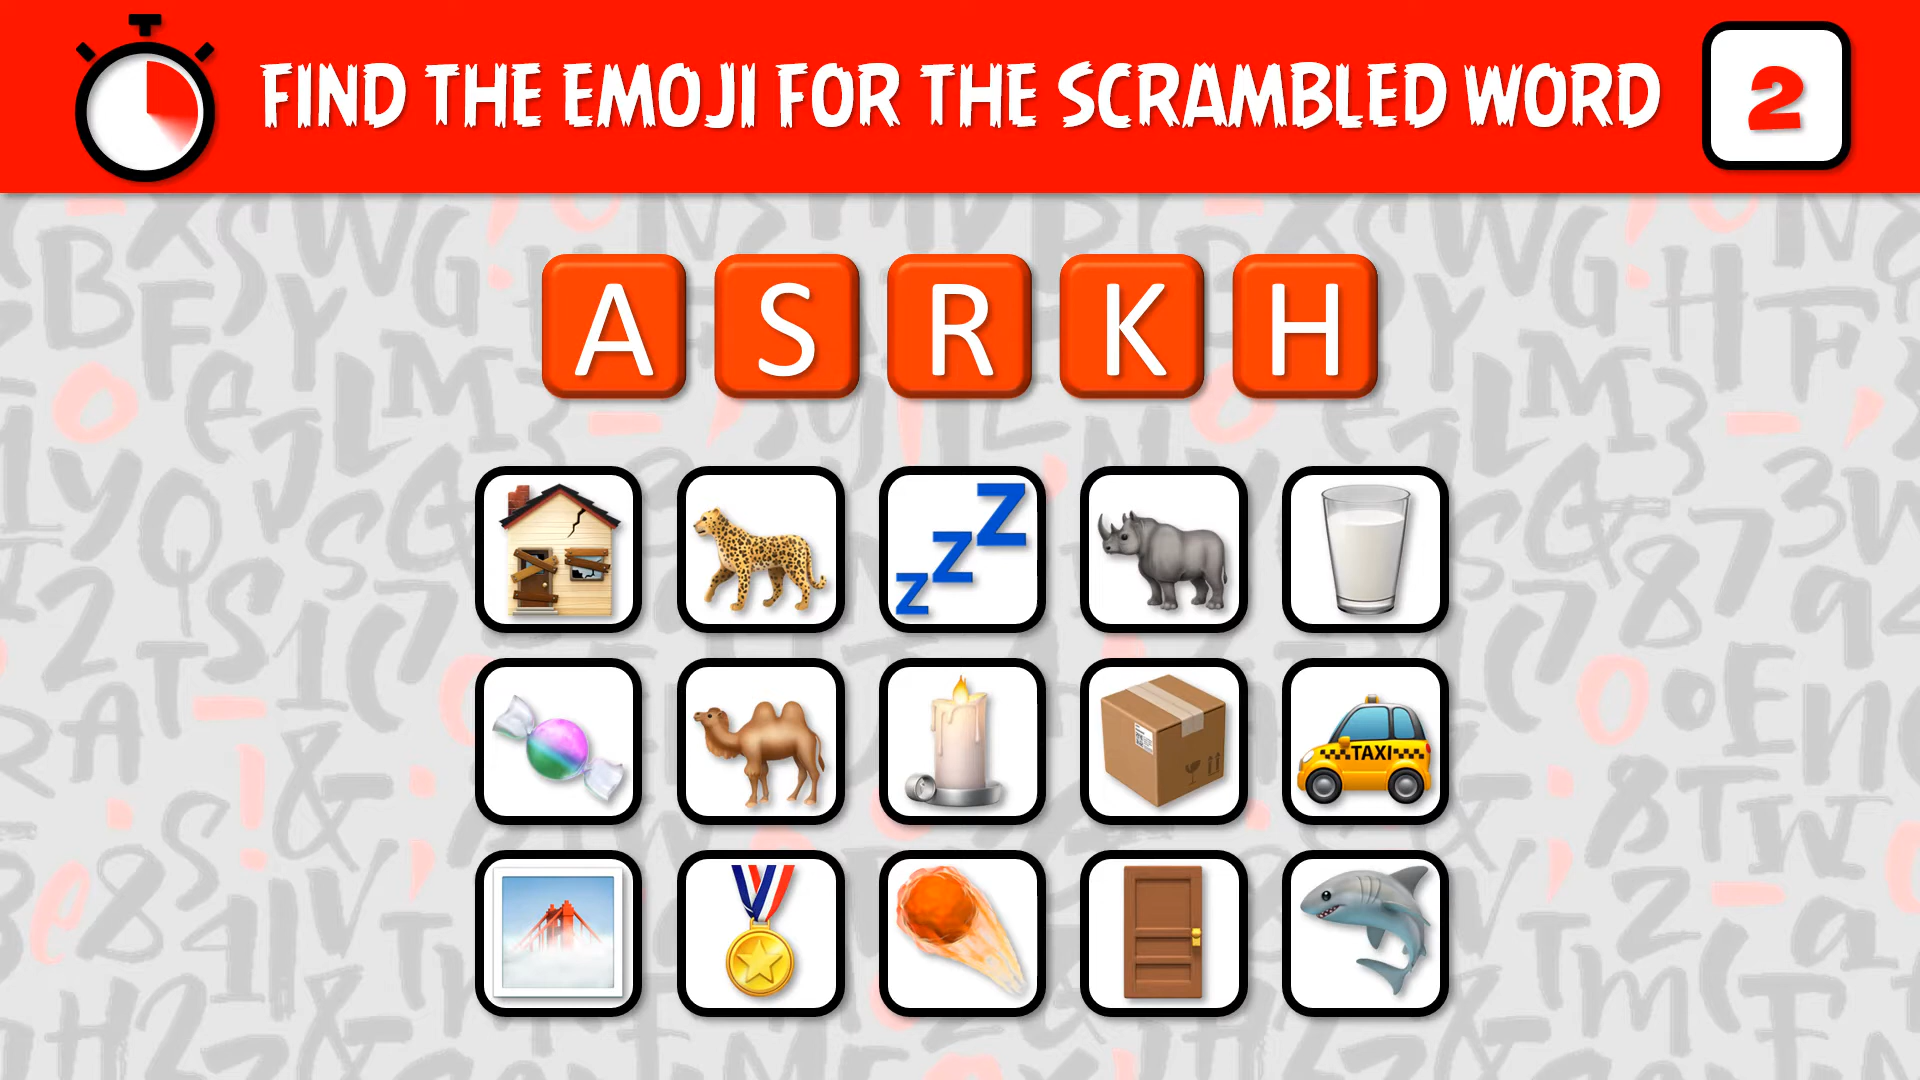 FIND THE EMOJI FOR THE SCRAMBLED WORD
2
A S R K H
Z Z Z
TAXI